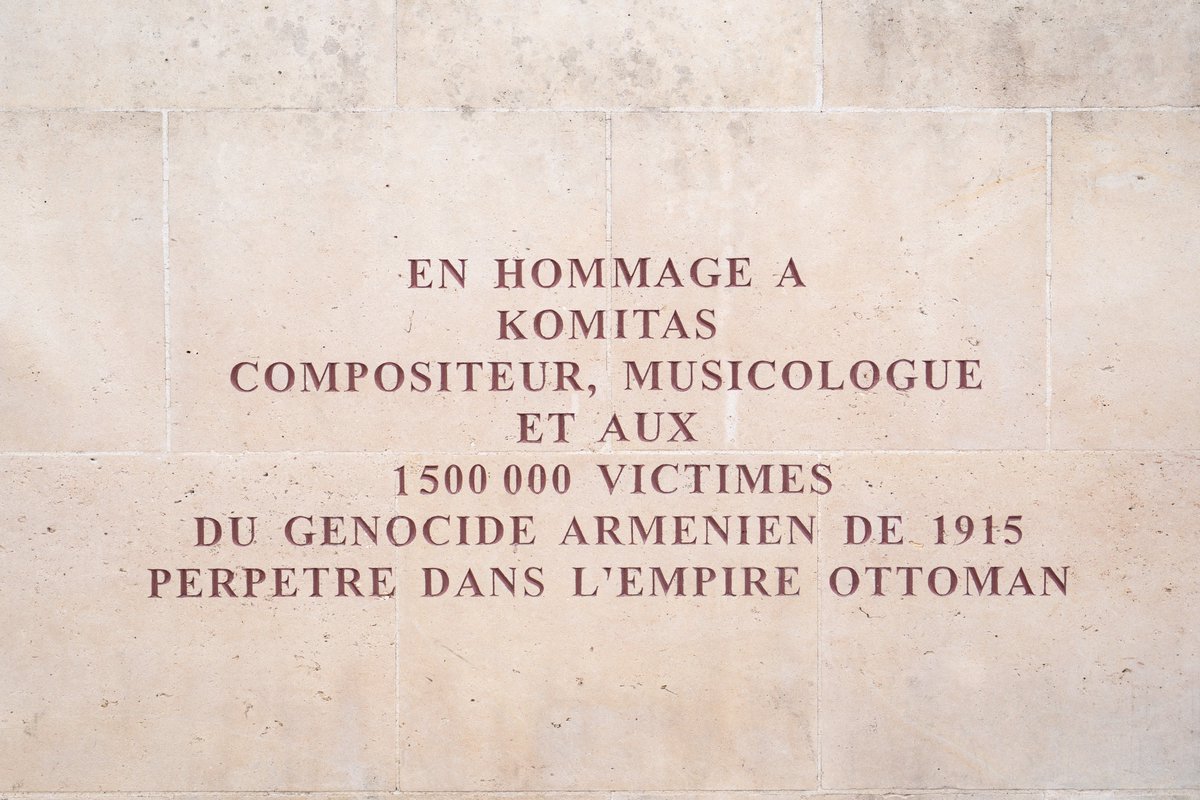 EN HOMMAGE A
KOMITAS
COMPOSITEUR, MUSICOLOGUE
ET AUX
1500 000 VICTIMES
DU GENOCIDE ARMENIEN DE 1915
PERPETRE DANS L'EMPIRE OTTOMAN